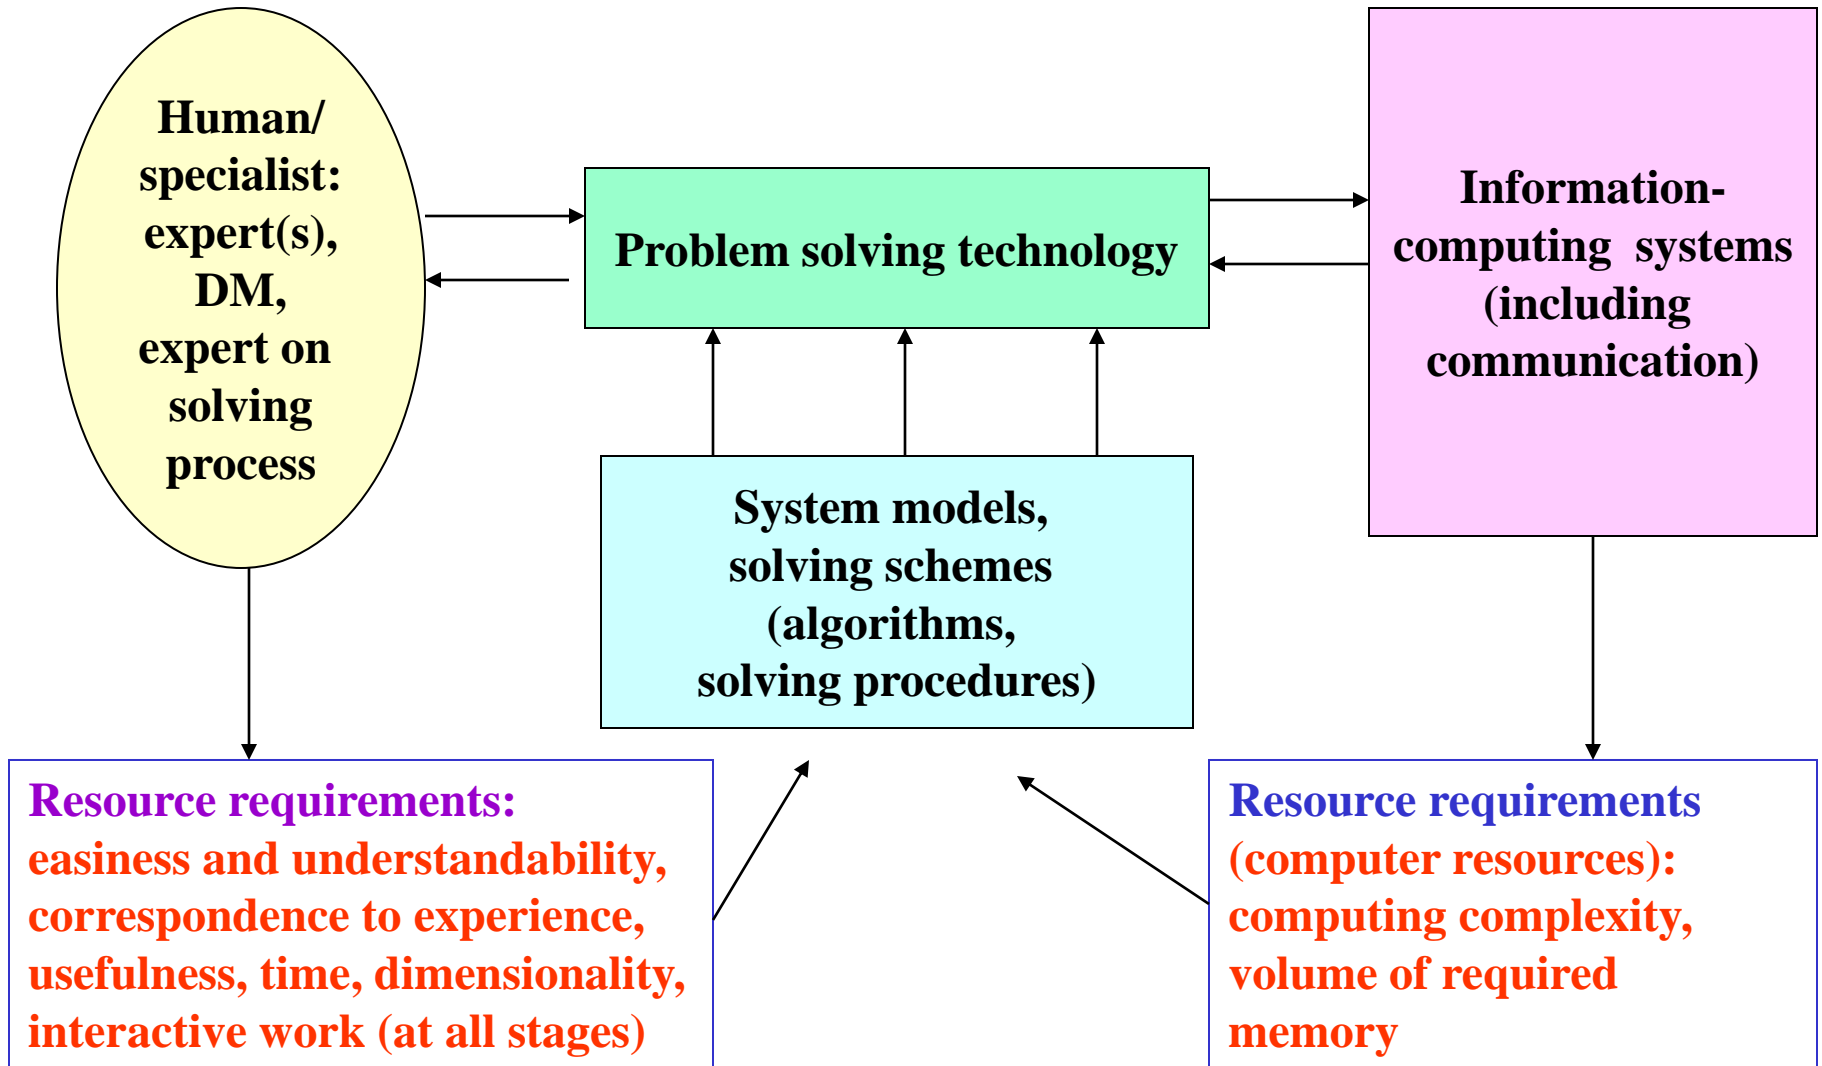 Human/
specialist:
expert(s),
DM,
expert on
solving
process
Problem solving technology
Information-
computing systems
(including
communication)
System models,
solving schemes
(algorithms,
solving procedures)
Resource requirements:
easiness and understandability,
correspondence to experience,
usefulness, time, dimensionality,
interactive work (at all stages)
Resource requirements
(computer resources):
computing complexity,
volume of required
memory